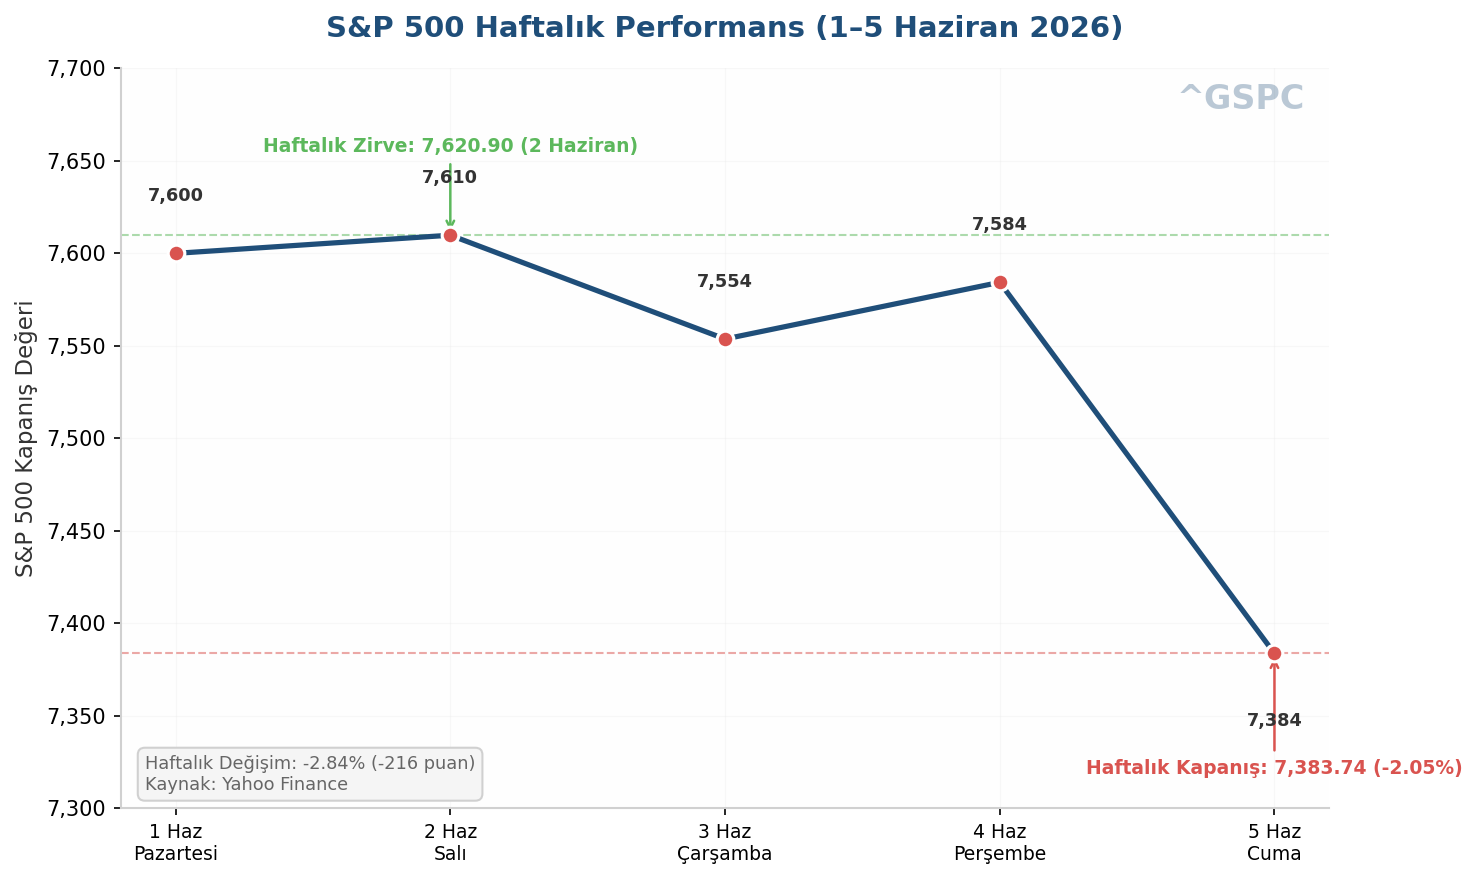 S&P 500 Haftalık Performans (1–5 Haziran 2026)
^GSPC
S&P 500 Kapanış Değeri
7,700
7,650
7,600
7,550
7,500
7,450
7,400
7,350
7,300
Haftalık Zirve: 7,620.90 (2 Haziran)
7,600
7,610
7,554
7,584
7,384
Haftalık Kapanış: 7,383.74 (-2.05%)
Haftalık Değişim: -2.84% (-216 puan)
Kaynak: Yahoo Finance
1 Haz
Pazartesi
2 Haz
Salı
3 Haz
Çarşamba
4 Haz
Perşembe
5 Haz
Cuma